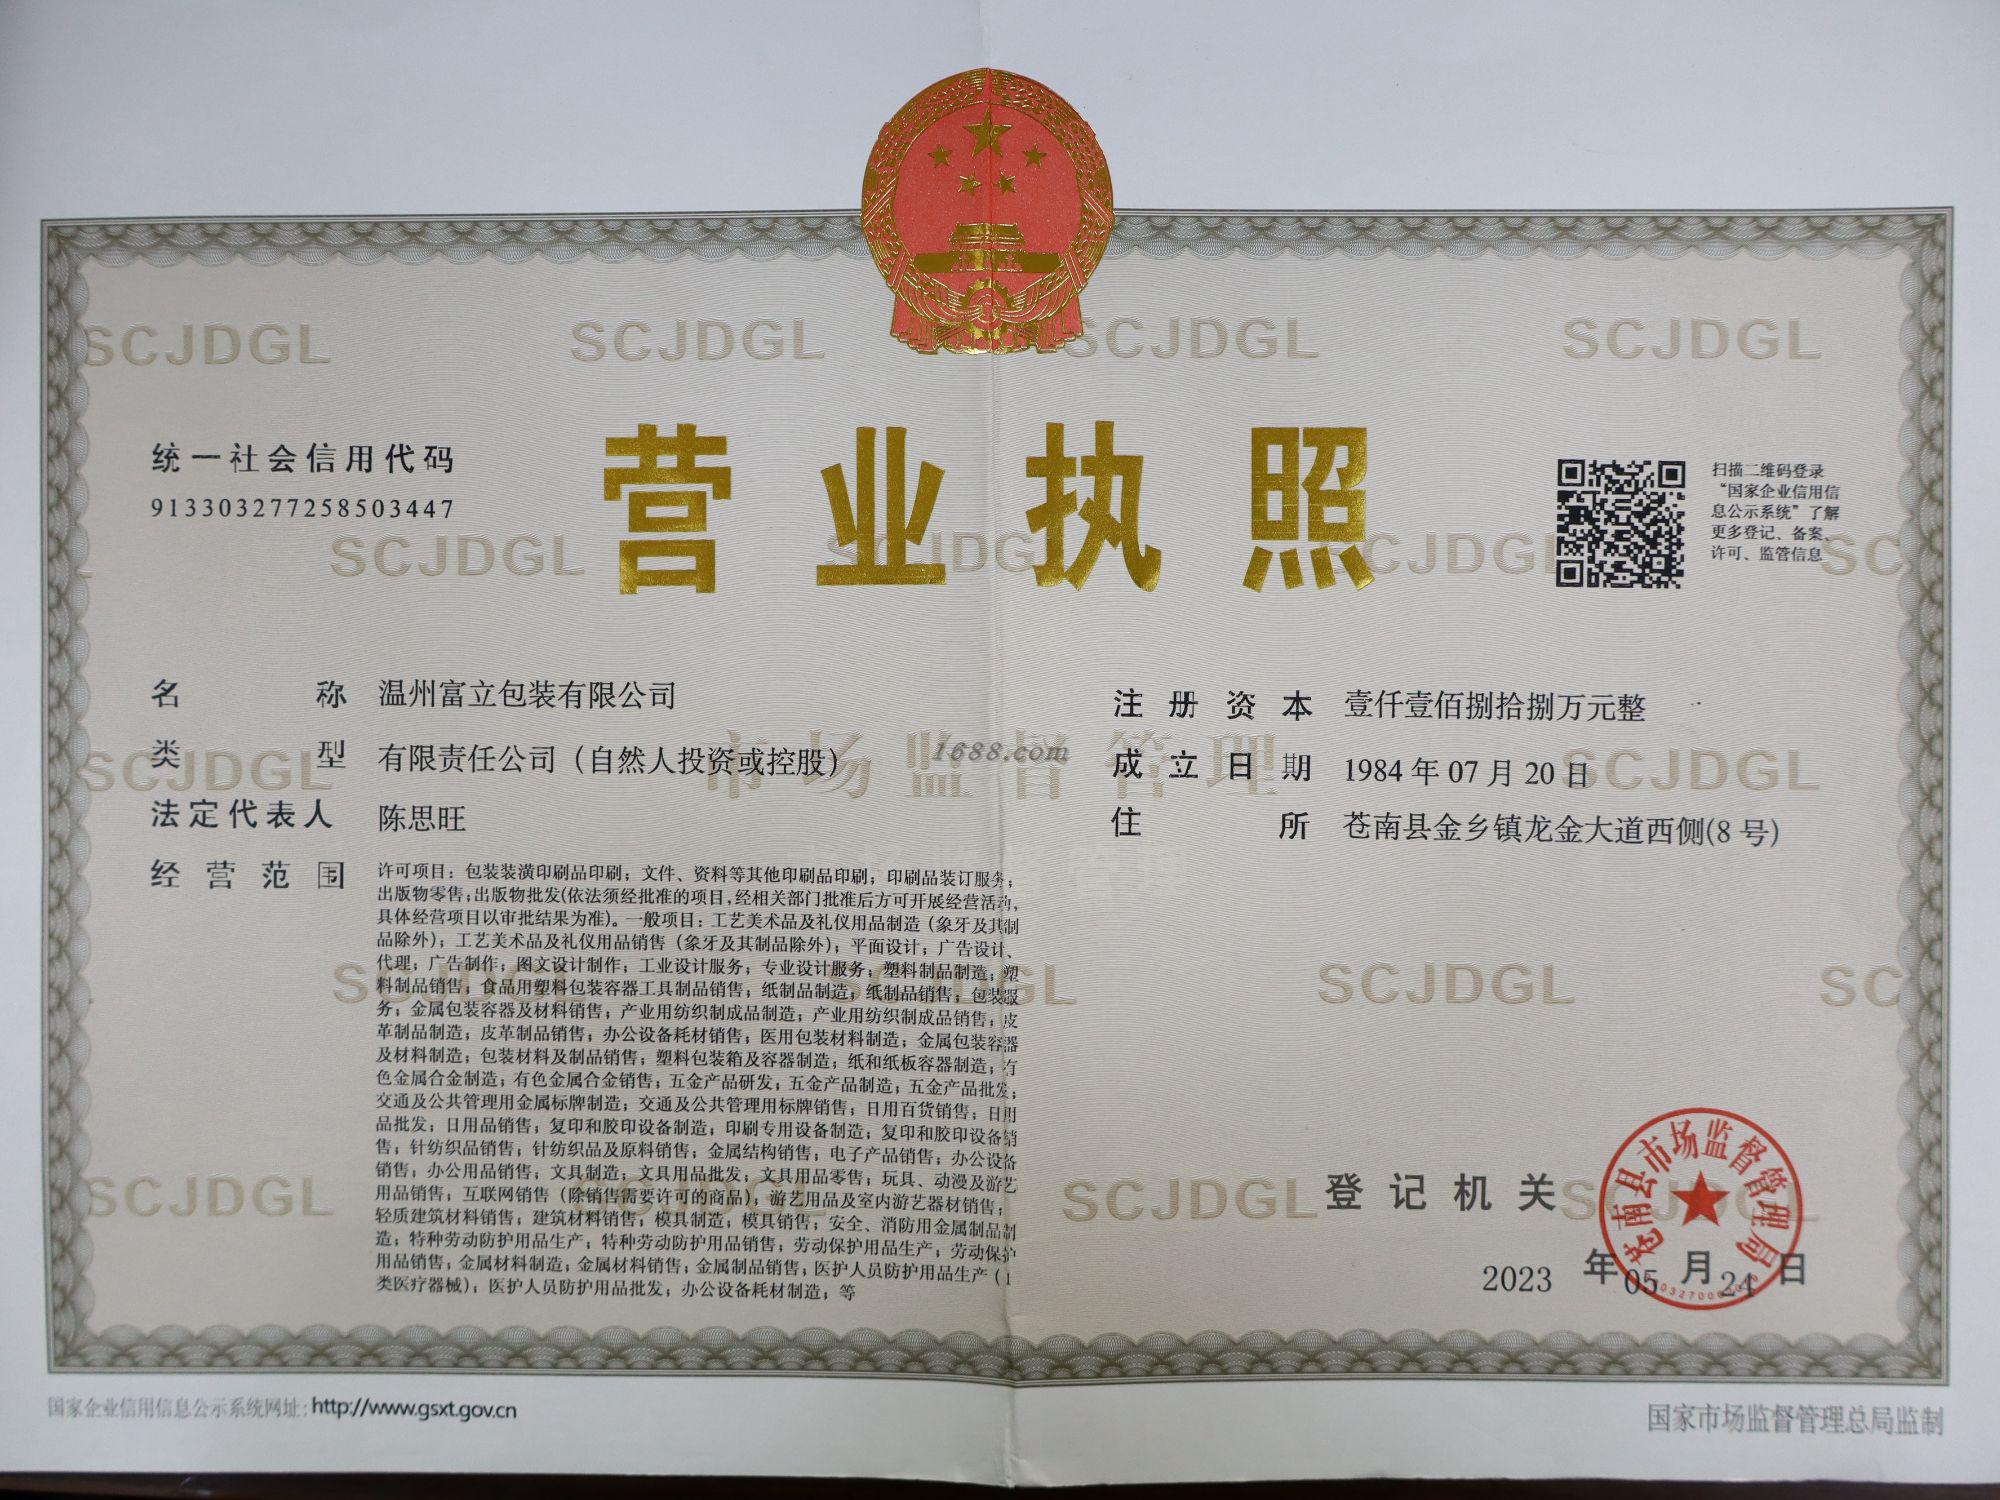 SCJDGL SCJDGL SCJDGL SCJDGL
统一社会信用代码
913303277258503447
营业执照
扫描二维码登录
“国家企业信用信
息公示系统”了解
更多登记、备案、
许可、监管信息
SCJDGL SCJDGL SCJDGL SC
名称 温州富立包装有限公司
类型 有限责任公司（自然人投资或控股）
法定代表人 陈思旺
经营范围 许可项目：包装装潢印刷品印刷；文件、资料等其他印刷品印刷；印刷品装订服务；
出版物零售；出版物批发(依法须经批准的项目,经相关部门批准后方可开展经营活动,
具体经营项目以审批结果为准)。一般项目：工艺美术品及礼仪用品制造（象牙及其制
品除外）；工艺美术品及礼仪用品销售（象牙及其制品除外）；平面设计；广告设计、
代理；广告制作；图文设计制作；工业设计服务；专业设计服务；塑料制品制造；塑
料制品销售；食品用塑料包装容器工具制品销售；纸制品制造；纸制品销售；包装服
务；金属包装容器及材料销售；产业用纺织制成品制造；产业用纺织制成品销售；皮
革制品制造；皮革制品销售；办公设备耗材销售；医用包装材料制造；金属包装容器
及材料制造；包装材料及制品销售；塑料包装箱及容器制造；纸和纸板容器制造；有
色金属合金制造；有色金属合金销售；五金产品研发；五金产品制造；五金产品批发；
交通及公共管理用金属标牌制造；交通及公共管理用标牌销售；日用百货销售；日用
品批发；日用品销售；复印和胶印设备制造；印刷专用设备制造；复印和胶印设备销
售；针纺织品销售；针纺织品及原料销售；金属结构销售；电子产品销售；办公设备
销售；办公用品销售；文具制造；文具用品批发；文具用品零售；玩具、动漫及游艺
用品销售；互联网销售（除销售需要许可的商品）；游艺用品及室内游艺器材销售；
轻质建筑材料销售；建筑材料销售；模具制造；模具销售；安全、消防用金属制品制
造；特种劳动防护用品生产；特种劳动防护用品销售；劳动保护用品生产；劳动保护
用品销售；金属材料制造；金属材料销售；金属制品销售；医护人员防护用品生产（Ⅰ
类医疗器械）；医护人员防护用品批发；办公设备耗材制造；等
注册资本 壹仟壹佰捌拾捌万元整
成立日期 1984年07月20日
住所 苍南县金乡镇龙金大道西侧(8号)
1688.com
市场监督管理
SCJDGL SCJDGL
SCJDGL SCJDGL SCJDGL SC
SCJDGL SCJDGL SCJDGL SCJDGL
登记机关
苍南县市场监督管理局
2023年05月24日
国家企业信用信息公示系统网址：http://www.gsxt.gov.cn
国家市场监督管理总局监制